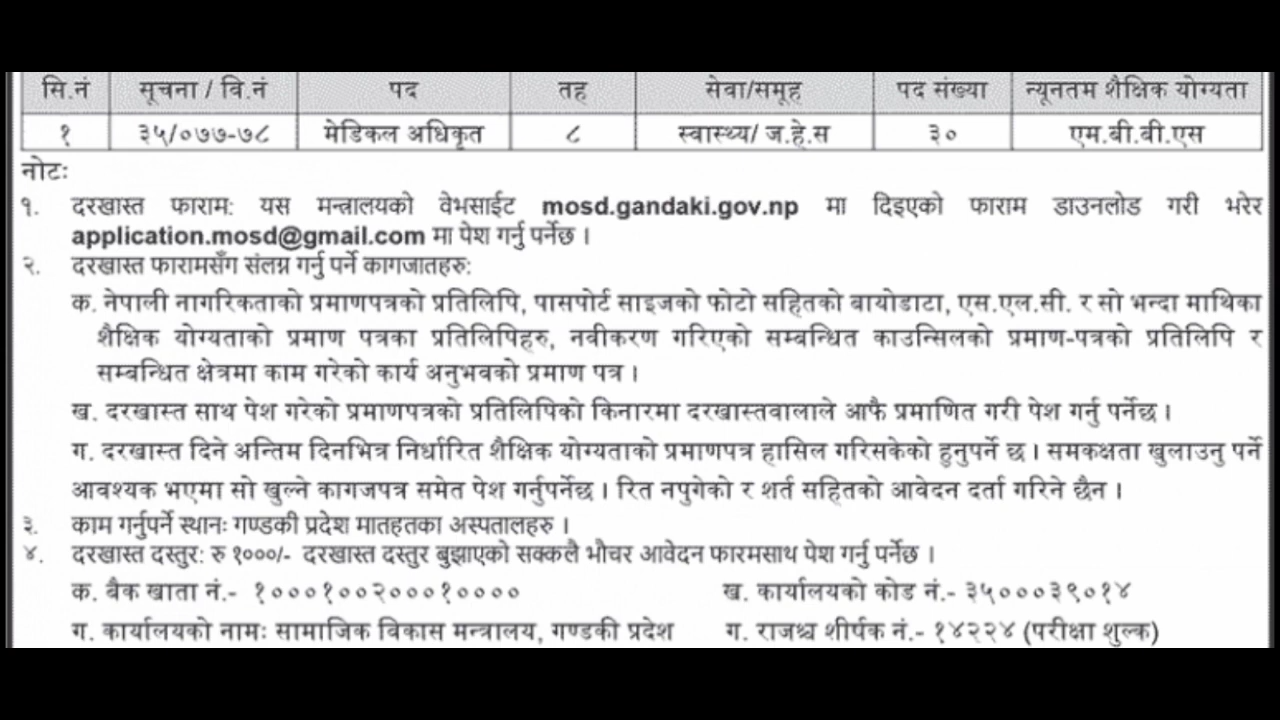 सि.नं सूचना / वि.नं पद तह सेवा/समूह पद संख्या न्यूनतम शैक्षिक योग्यता
१ ३५/०७७-७८ मेडिकल अधिकृत ८ स्वास्थ्य/ ज.हे.स ३० एम.बी.बी.एस
नोटः
१. दरखास्त फाराम: यस मन्त्रालयको वेभसाईट mosd.gandaki.gov.np मा दिइएको फाराम डाउनलोड गरी भरेर
application.mosd@gmail.com मा पेश गर्नु पर्नेछ ।
२. दरखास्त फारामसँग संलग्न गर्नु पर्ने कागजातहरु:
क. नेपाली नागरिकताको प्रमाणपत्रको प्रतिलिपि, पासपोर्ट साइजको फोटो सहितको बायोडाटा, एस.एल.सी. र सो भन्दा माथिका
शैक्षिक योग्यताको प्रमाण पत्रका प्रतिलिपिहरु, नवीकरण गरिएको सम्बन्धित काउन्सिलको प्रमाण-पत्रको प्रतिलिपि र
सम्बन्धित क्षेत्रमा काम गरेको कार्य अनुभवको प्रमाण पत्र ।
ख. दरखास्त साथ पेश गरेको प्रमाणपत्रको प्रतिलिपिको किनारमा दरखास्तवालाले आफै प्रमाणित गरी पेश गर्नु पर्नेछ ।
ग. दरखास्त दिने अन्तिम दिनभित्र निर्धारित शैक्षिक योग्यताको प्रमाणपत्र हासिल गरिसकेको हुनुपर्ने छ । समकक्षता खुलाउनु पर्ने
आवश्यक भएमा सो खुल्ने कागजपत्र समेत पेश गर्नुपर्नेछ । रित नपुगेको र शर्त सहितको आवेदन दर्ता गरिने छैन ।
३. काम गर्नुपर्ने स्थानः गण्डकी प्रदेश मातहतका अस्पतालहरु ।
४. दरखास्त दस्तुर: रु १०००/- दरखास्त दस्तुर बुझाएको सक्कलै भौचर आवेदन फारमसाथ पेश गर्नु पर्नेछ ।
क. बैक खाता नं.- १०००१००२०००१०००० ख. कार्यालयको कोड नं.- ३५०००३९०१४
ग. कार्यालयको नामः सामाजिक विकास मन्त्रालय, गण्डकी प्रदेश ग. राजश्व शीर्षक नं.- १४२२४ (परीक्षा शुल्क)